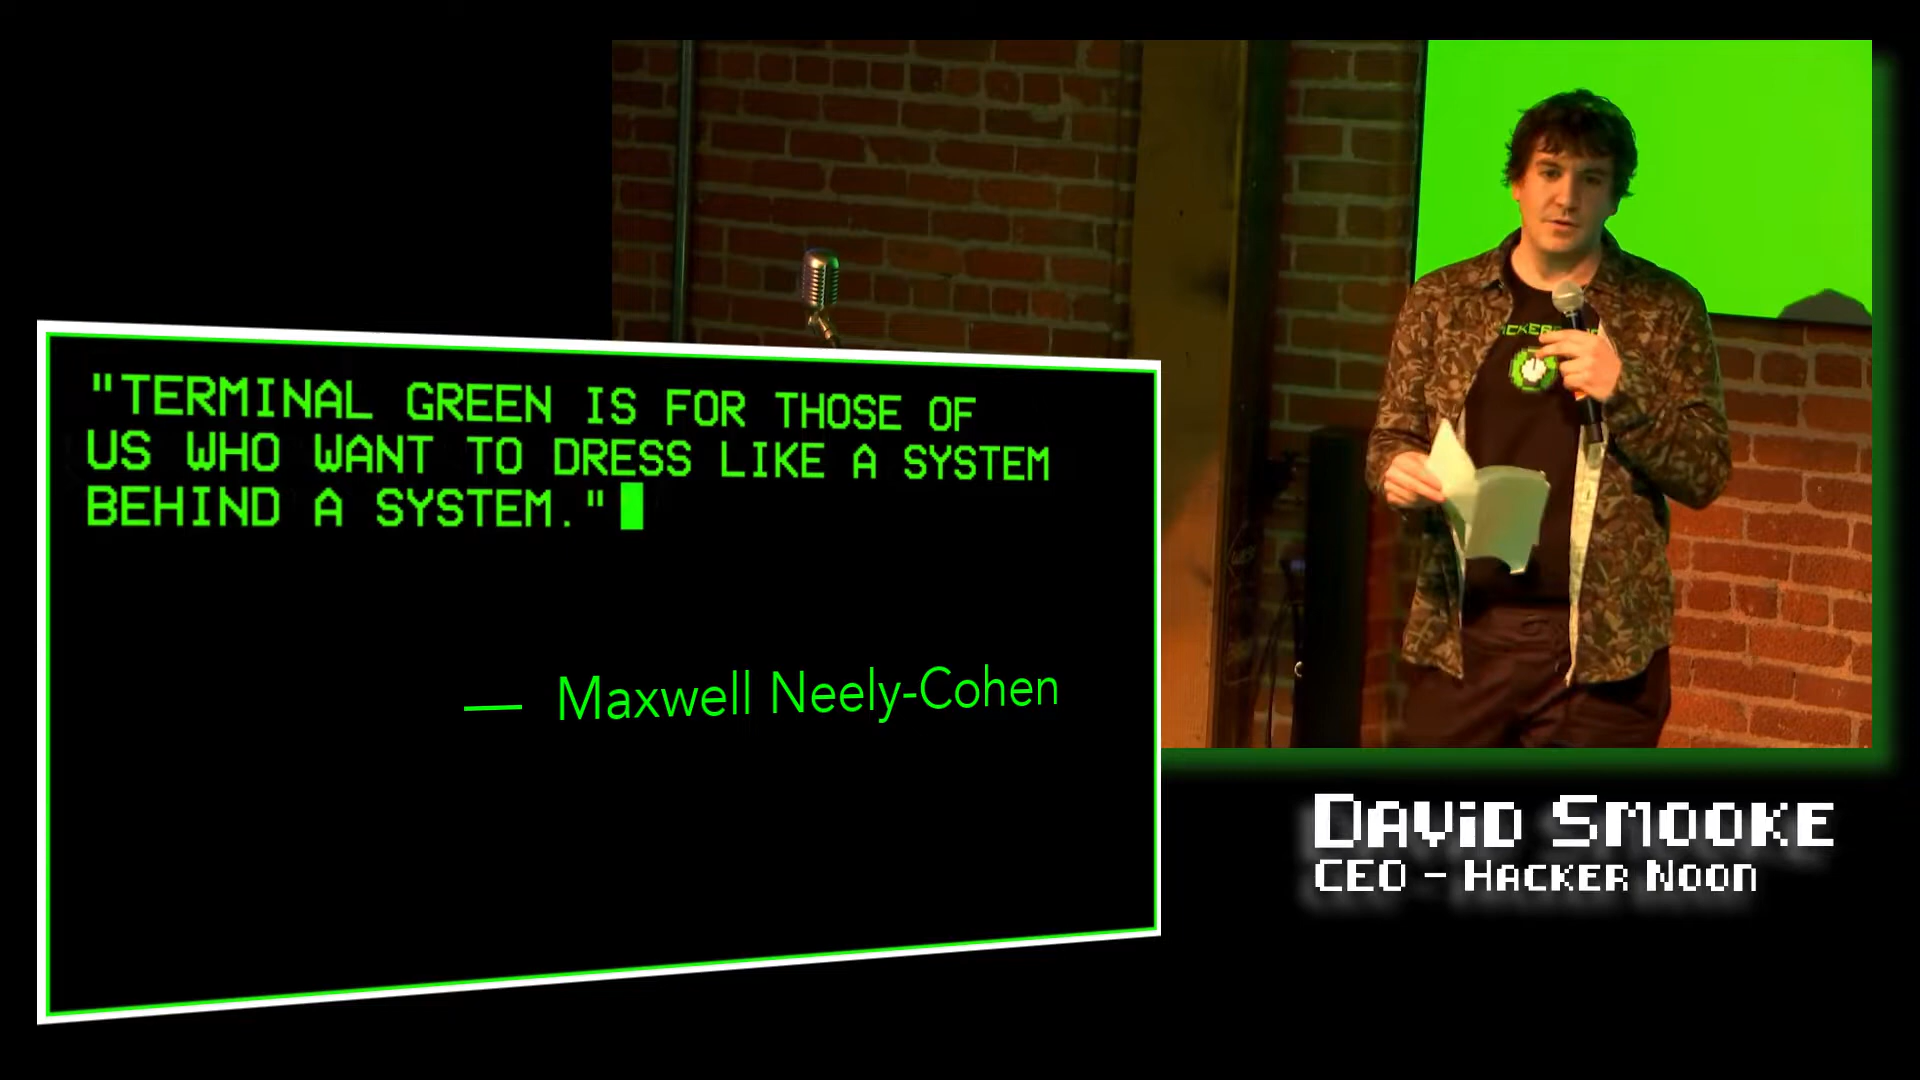 "TERMINAL GREEN IS FOR THOSE OF
US WHO WANT TO DRESS LIKE A SYSTEM
BEHIND A SYSTEM."
— Maxwell Neely-Cohen
David Smooke
CEO - Hacker Noon